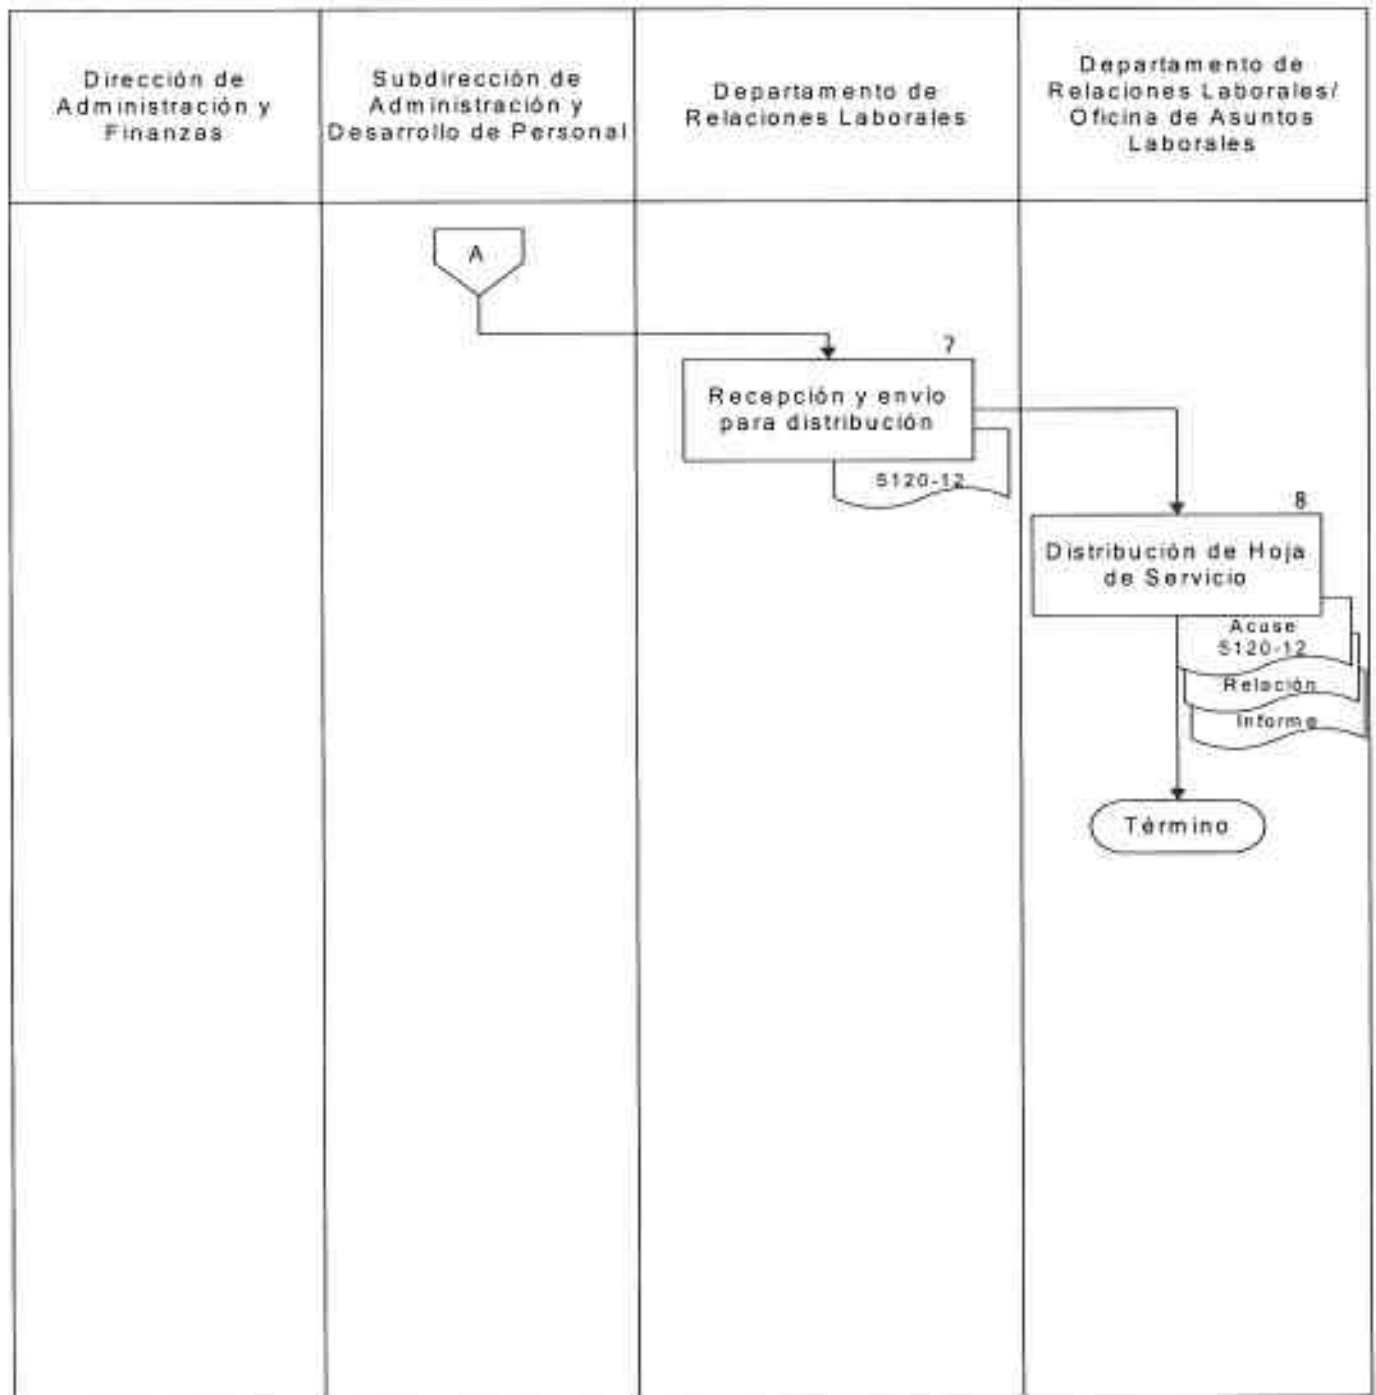 Dirección de
Administración y
Finanzas
Subdirección de
Administración y
Desarrollo de Personal
Departamento de
Relaciones Laborales
Departamento de
Relaciones Laborales/
Oficina de Asuntos
Laborales
A
7
Recepción y envío
para distribución
5120-12
8
Distribución de Hoja
de Servicio
Acuse
5120-12
Relación
Informe
Término